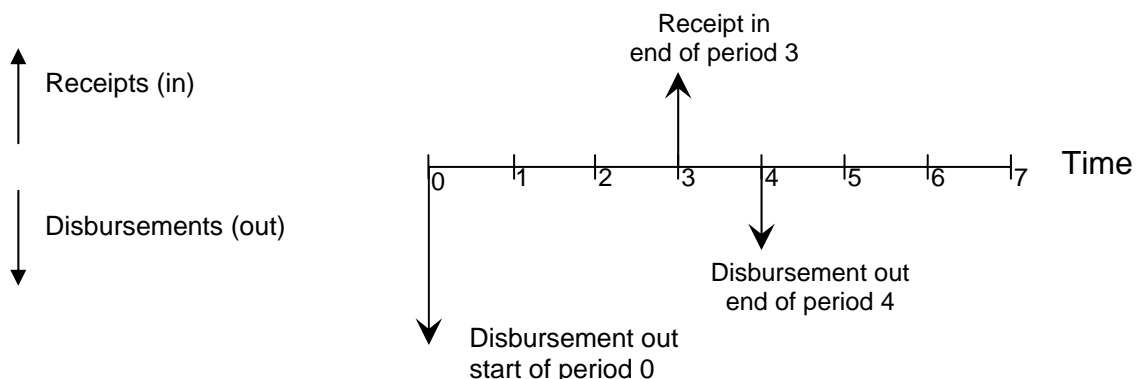 Receipt in
end of period 3
Receipts (in)
Time
0 1 2 3 4 5 6 7
Disbursements (out)
Disbursement out
end of period 4
Disbursement out
start of period 0